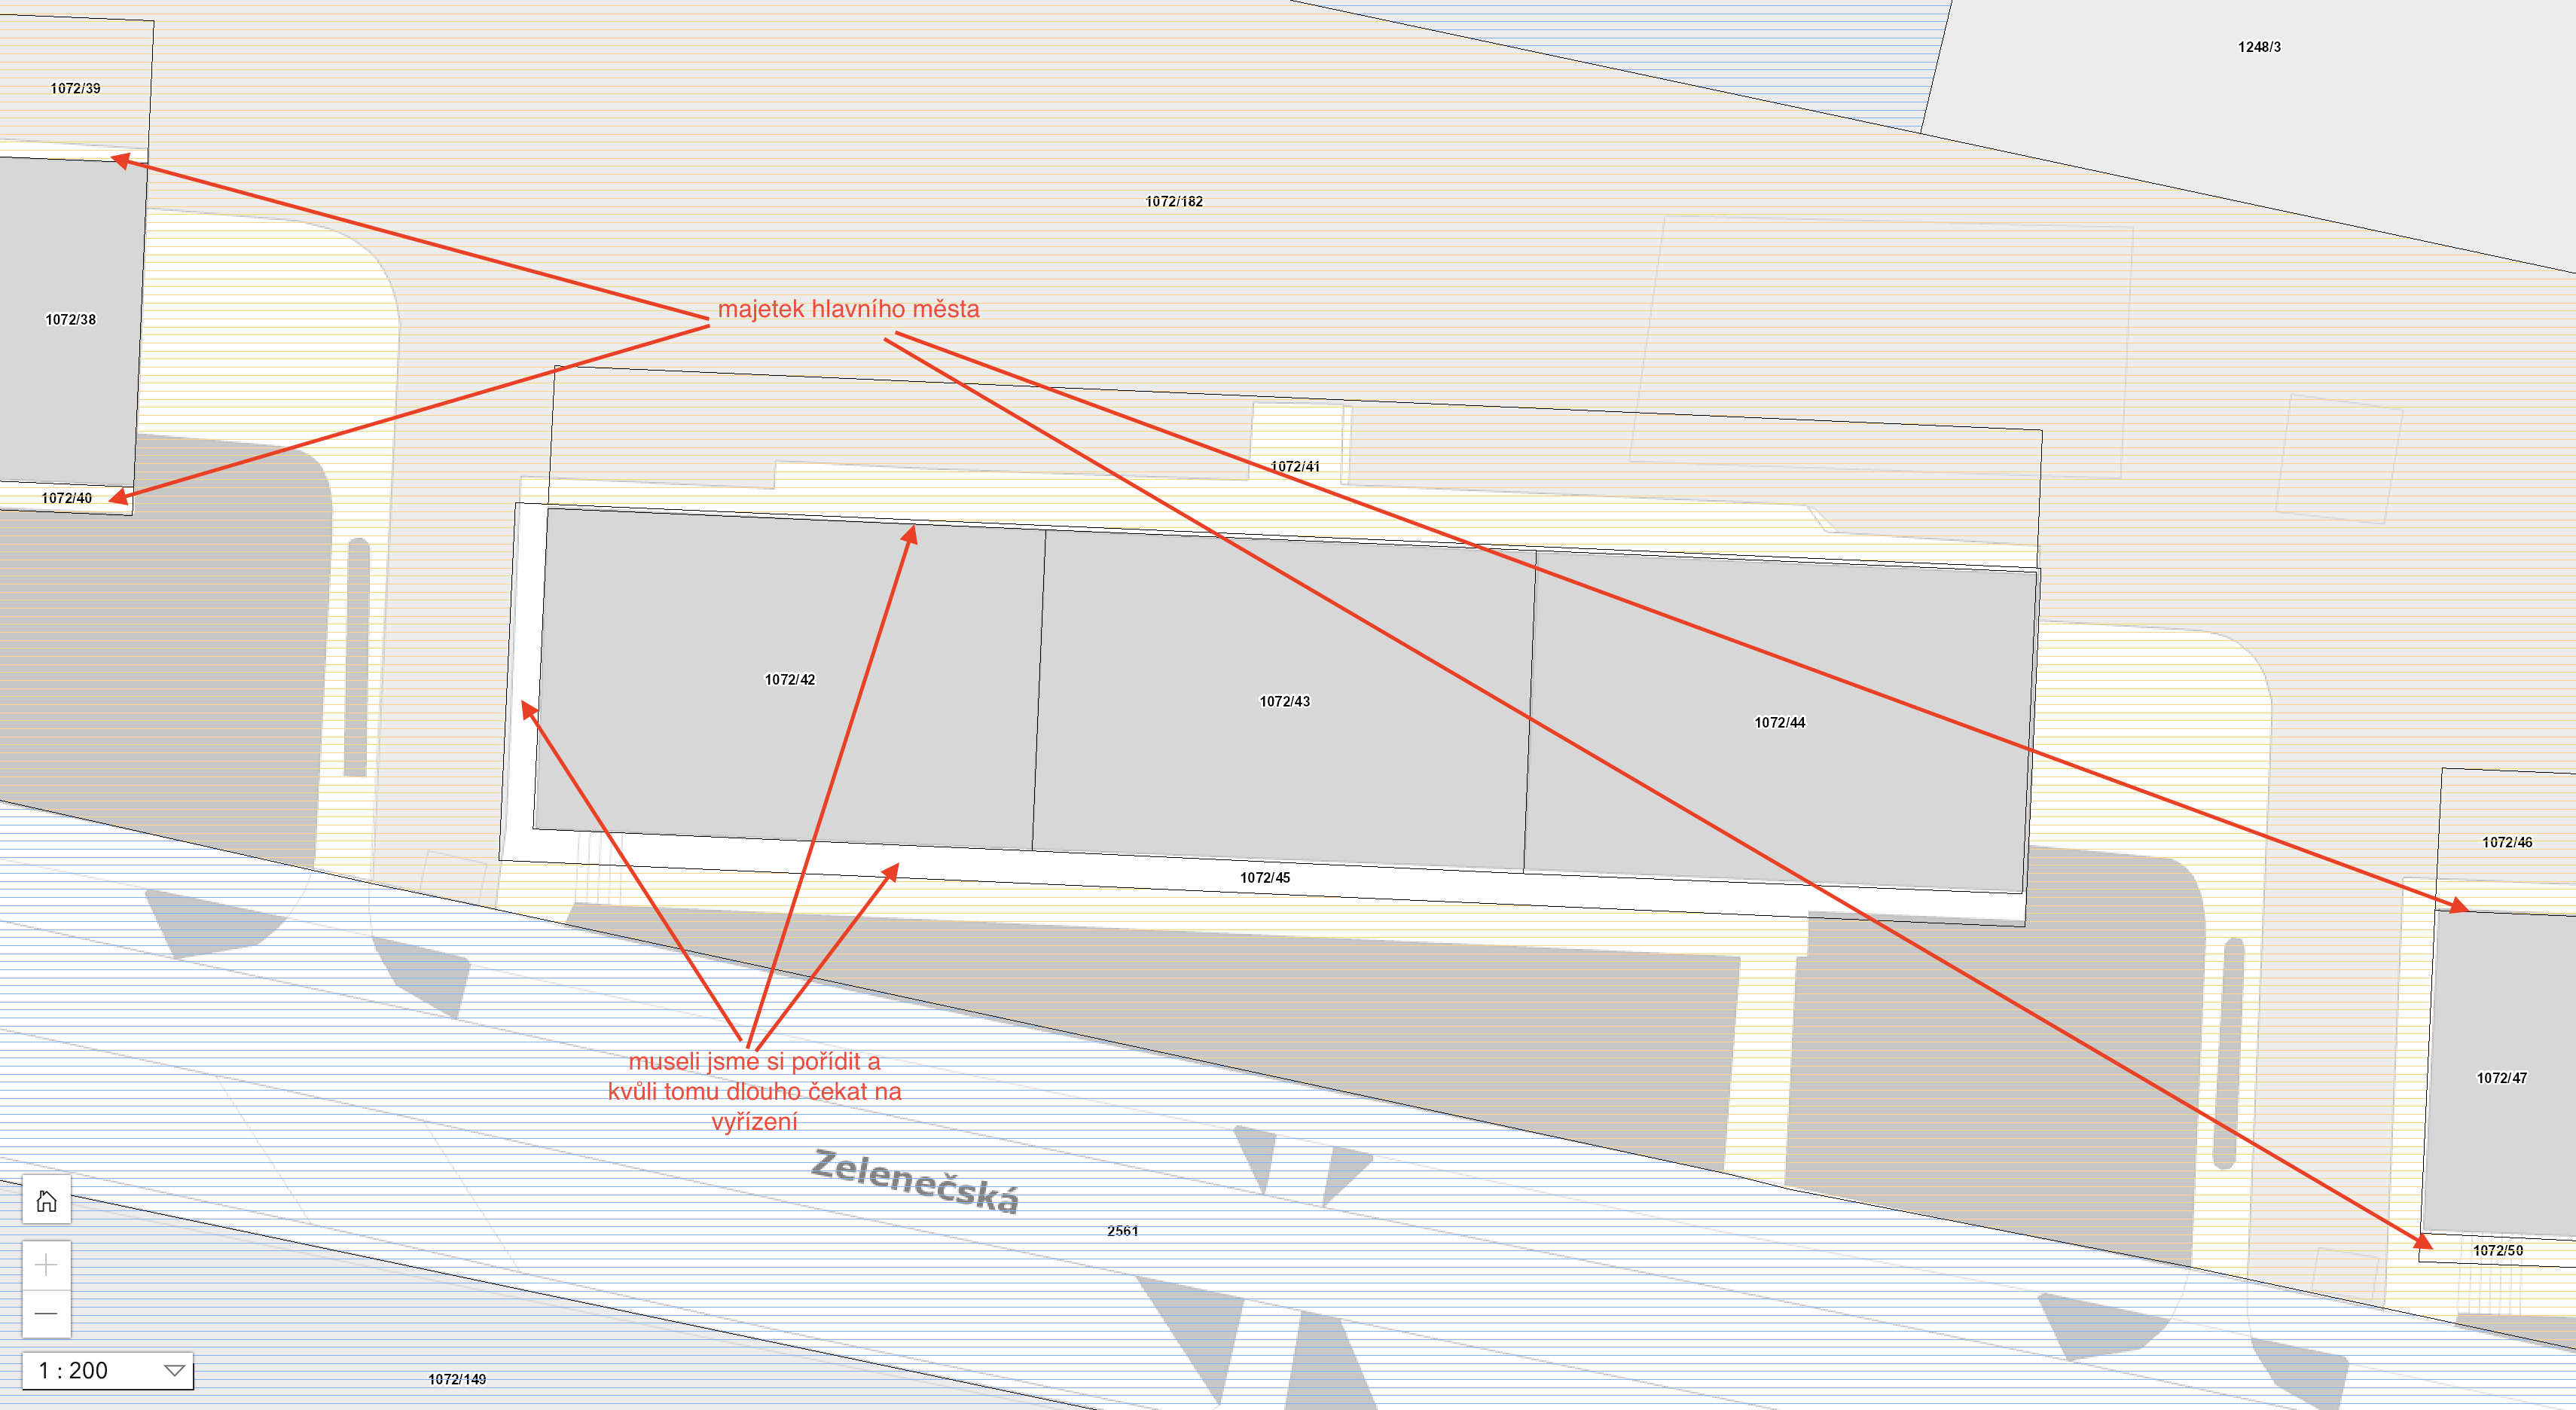 1248/3
1072/39
1072/182
majetek hlavního města
1072/38
1072/41
1072/40
1072/42
1072/43
1072/44
1072/46
1072/45
museli jsme si pořídit a
kvůli tomu dlouho čekat na
vyřízení
1072/47
Zelenečská
2561
1072/50
+
−
1 : 200
1072/149